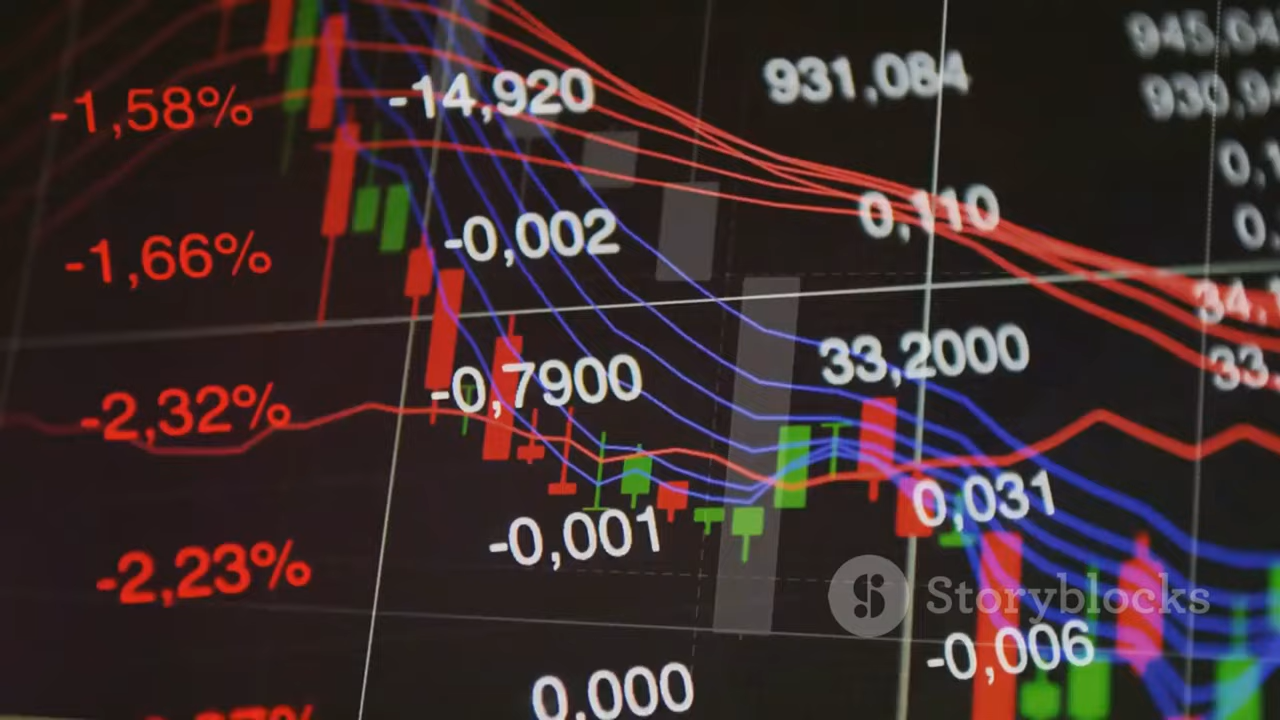 -1,58% -14,920 931,084
-1,66% -0,002 0,110
-2,32% -0,7900 33,2000
-2,23% -0,001 0,031
0,000 -0,006
Storyblocks